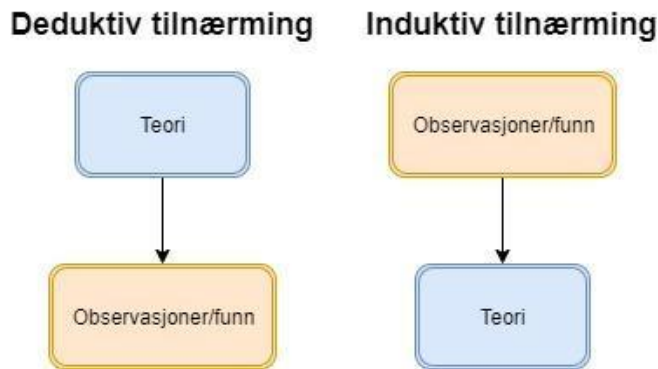 Deduktiv tilnærming
Induktiv tilnærming
Teori
Observasjoner/funn
Observasjoner/funn
Teori